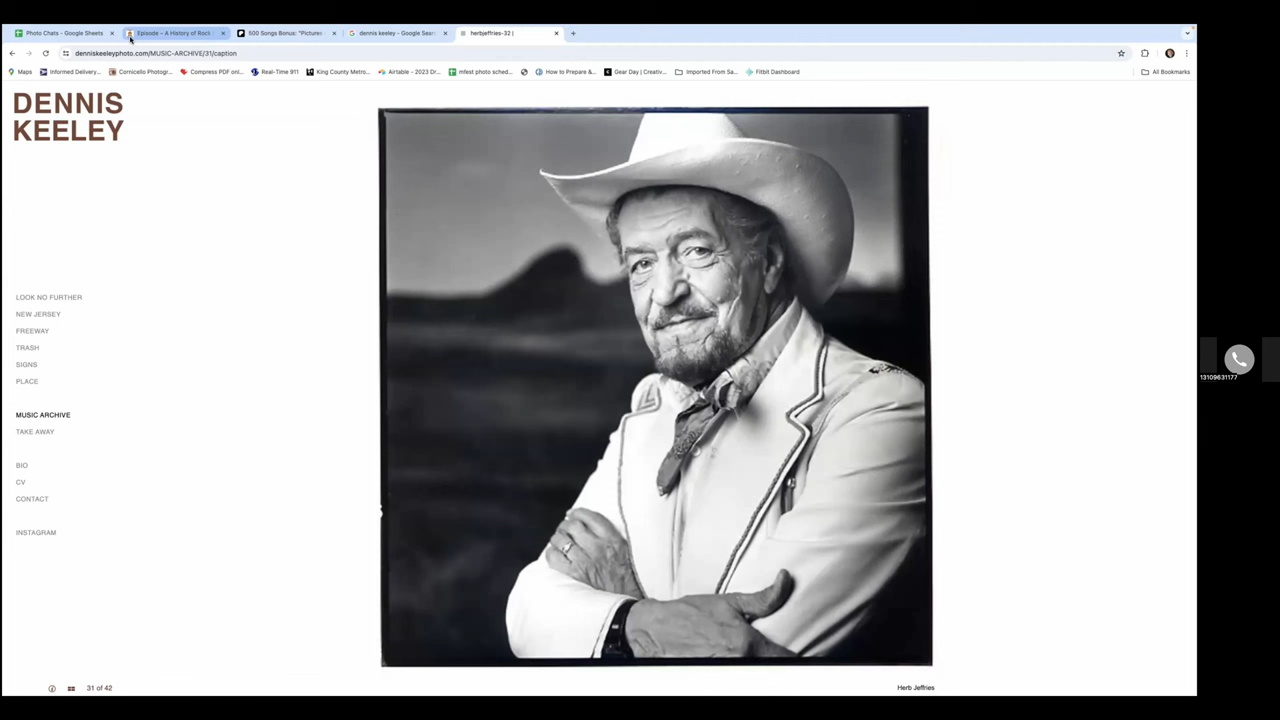 Photo Chats - Google Sheets
Episode – A History of Rock
500 Songs Bonus: "Pictures
dennis keeley - Google Sear
herbjeffries-32 |
denniskeeleyphoto.com/MUSIC-ARCHIVE/31/caption
Maps
Informed Delivery...
Cornicello Photogr...
Compress PDF onl...
Real-Time 911
King County Metro...
Airtable - 2023 Dr...
mfest photo sched...
How to Prepare &...
Gear Day | Creativ...
Imported From Sa...
Fitbit Dashboard
All Bookmarks
DENNIS
KEELEY
LOOK NO FURTHER
NEW JERSEY
FREEWAY
TRASH
SIGNS
PLACE
MUSIC ARCHIVE
TAKE AWAY
BIO
CV
CONTACT
INSTAGRAM
13109631177
31 of 42
Herb Jeffries